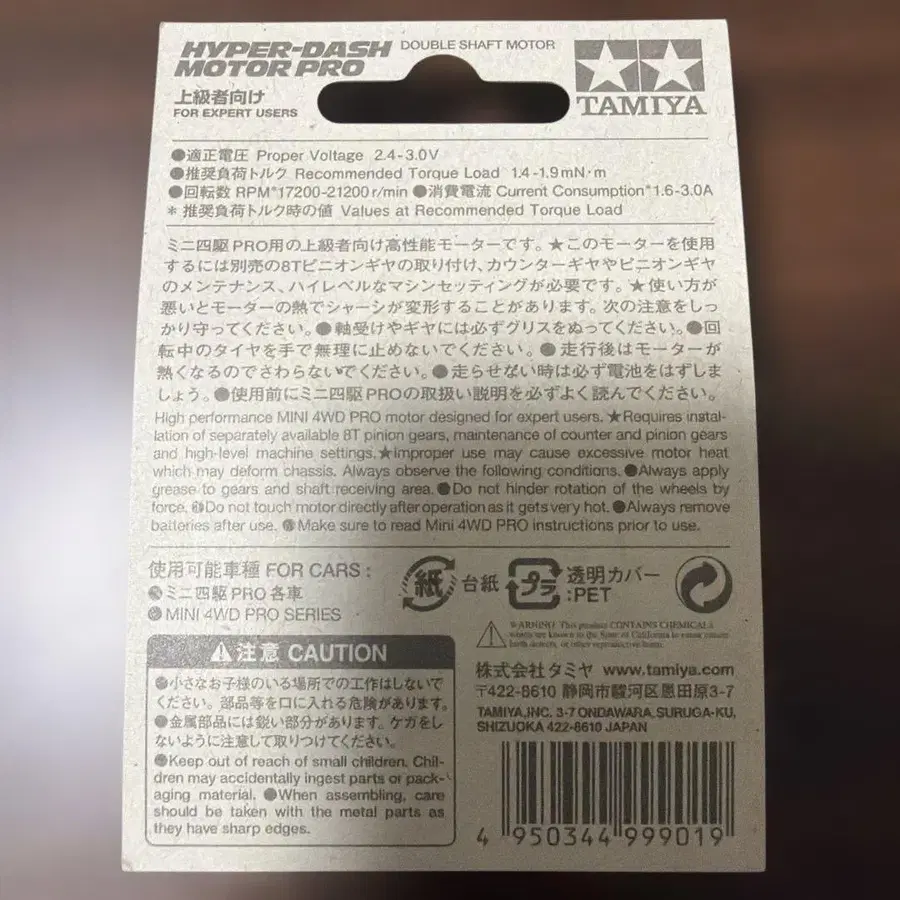 HYPER-DASH DOUBLE SHAFT MOTOR
MOTOR PRO
上級者向け
FOR EXPERT USERS
TAMIYA
●適正電圧 Proper Voltage 2.4-3.0V
●推奨負荷トルク Recommended Torque Load 1.4-1.9mN·m
●回転数 RPM*17200-21200r/min ●消費電流 Current Consumption*1.6-3.0A
* 推奨負荷トルク時の値 Values at Recommended Torque Load
ミニ四駆PRO用の上級者向け高性能モーターです。★このモーターを使用
するには別売の8Tピニオンギヤの取り付け、カウンターギヤやピニオンギヤ
のメンテナンス、ハイレベルなマシンセッティングが必要です。★使い方が
悪いとモーターの熱でシャーシが変形することがあります。次の注意をしっ
かり守ってください。●軸受けやギヤには必ずグリスをぬってください。●回
転中のタイヤを手で無理に止めないでください。●走行後はモーターが
熱くなるのでさわらないでください。●走らせない時は必ず電池をはずしま
しょう。●使用前にミニ四駆PROの取扱い説明を必ずよく読んでください。
High performance MINI 4WD PRO motor designed for expert users. ★Requires instal-
lation of separately available 8T pinion gears, maintenance of counter and pinion gears
and high-level machine settings.★Improper use may cause excessive motor heat
which may deform chassis. Always observe the following conditions. ●Always apply
grease to gears and shaft receiving area. ●Do not hinder rotation of the wheels by
force. ●Do not touch motor directly after operation as it gets very hot. ●Always remove
batteries after use. ●Make sure to read Mini 4WD PRO instructions prior to use.
使用可能車種 FOR CARS :
●ミニ四駆PRO各車
●MINI 4WD PRO SERIES
紙 台紙 プラ 透明カバー
:PET
WARNING: This product CONTAINS CHEMICALS
which are known to the State of California to cause cancer,
birth defects, or other reproductive harm.
注意 CAUTION
●小さなお子様のいる場所での工作はしないで
ください。部品等を口に入れる危険があります。
●金属部品には鋭い部分があります。ケガをし
ないように注意して取りつけてください。
●Keep out of reach of small children. Chil-
dren may accidentally ingest parts or pack-
aging material. ●When assembling, care
should be taken with the metal parts as
they have sharp edges.
株式会社タミヤ www.tamiya.com
〒422-8610 静岡市駿河区恩田原3-7
TAMIYA,INC. 3-7 ONDAWARA, SURUGA-KU,
SHIZUOKA 422-8610 JAPAN
4 950344 999019